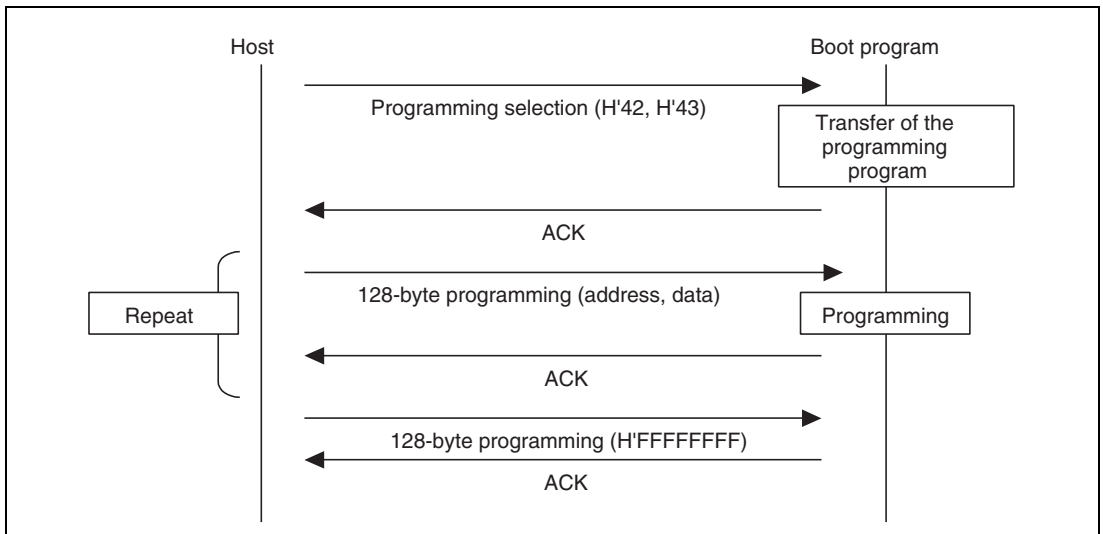 Host
Boot program
Programming selection (H'42, H'43)
Transfer of the
programming
program
ACK
128-byte programming (address, data)
Repeat
Programming
ACK
128-byte programming (H'FFFFFFFF)
ACK